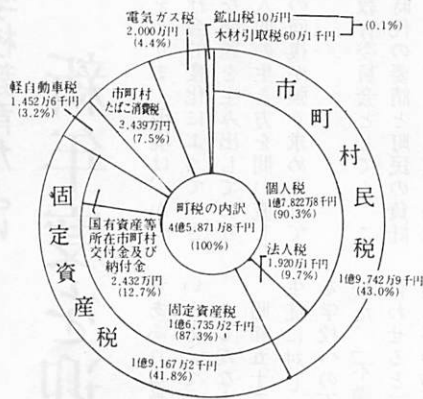 電気ガス税
2,000万円
(4.4%)
鉱山税10万円
木材引取税60万1千円
(0.1%)
軽自動車税
1,452万6千円
(3.2%)
市町村
たばこ消費税
3,439万円
(7.5%)
市町村民税
1億9,742万9千円
(43.0%)
個人税
1億7,822万8千円
(90.3%)
法人税
1,920万1千円
(9.7%)
町税の内訳
4億5,871万8千円
(100%)
国有資産等
所在市町村
交付金及び
納付金
2,432万円
(12.7%)
固定資産税
1億6,735万2千円
(87.3%)
固定資産税
1億9,167万2千円
(41.8%)